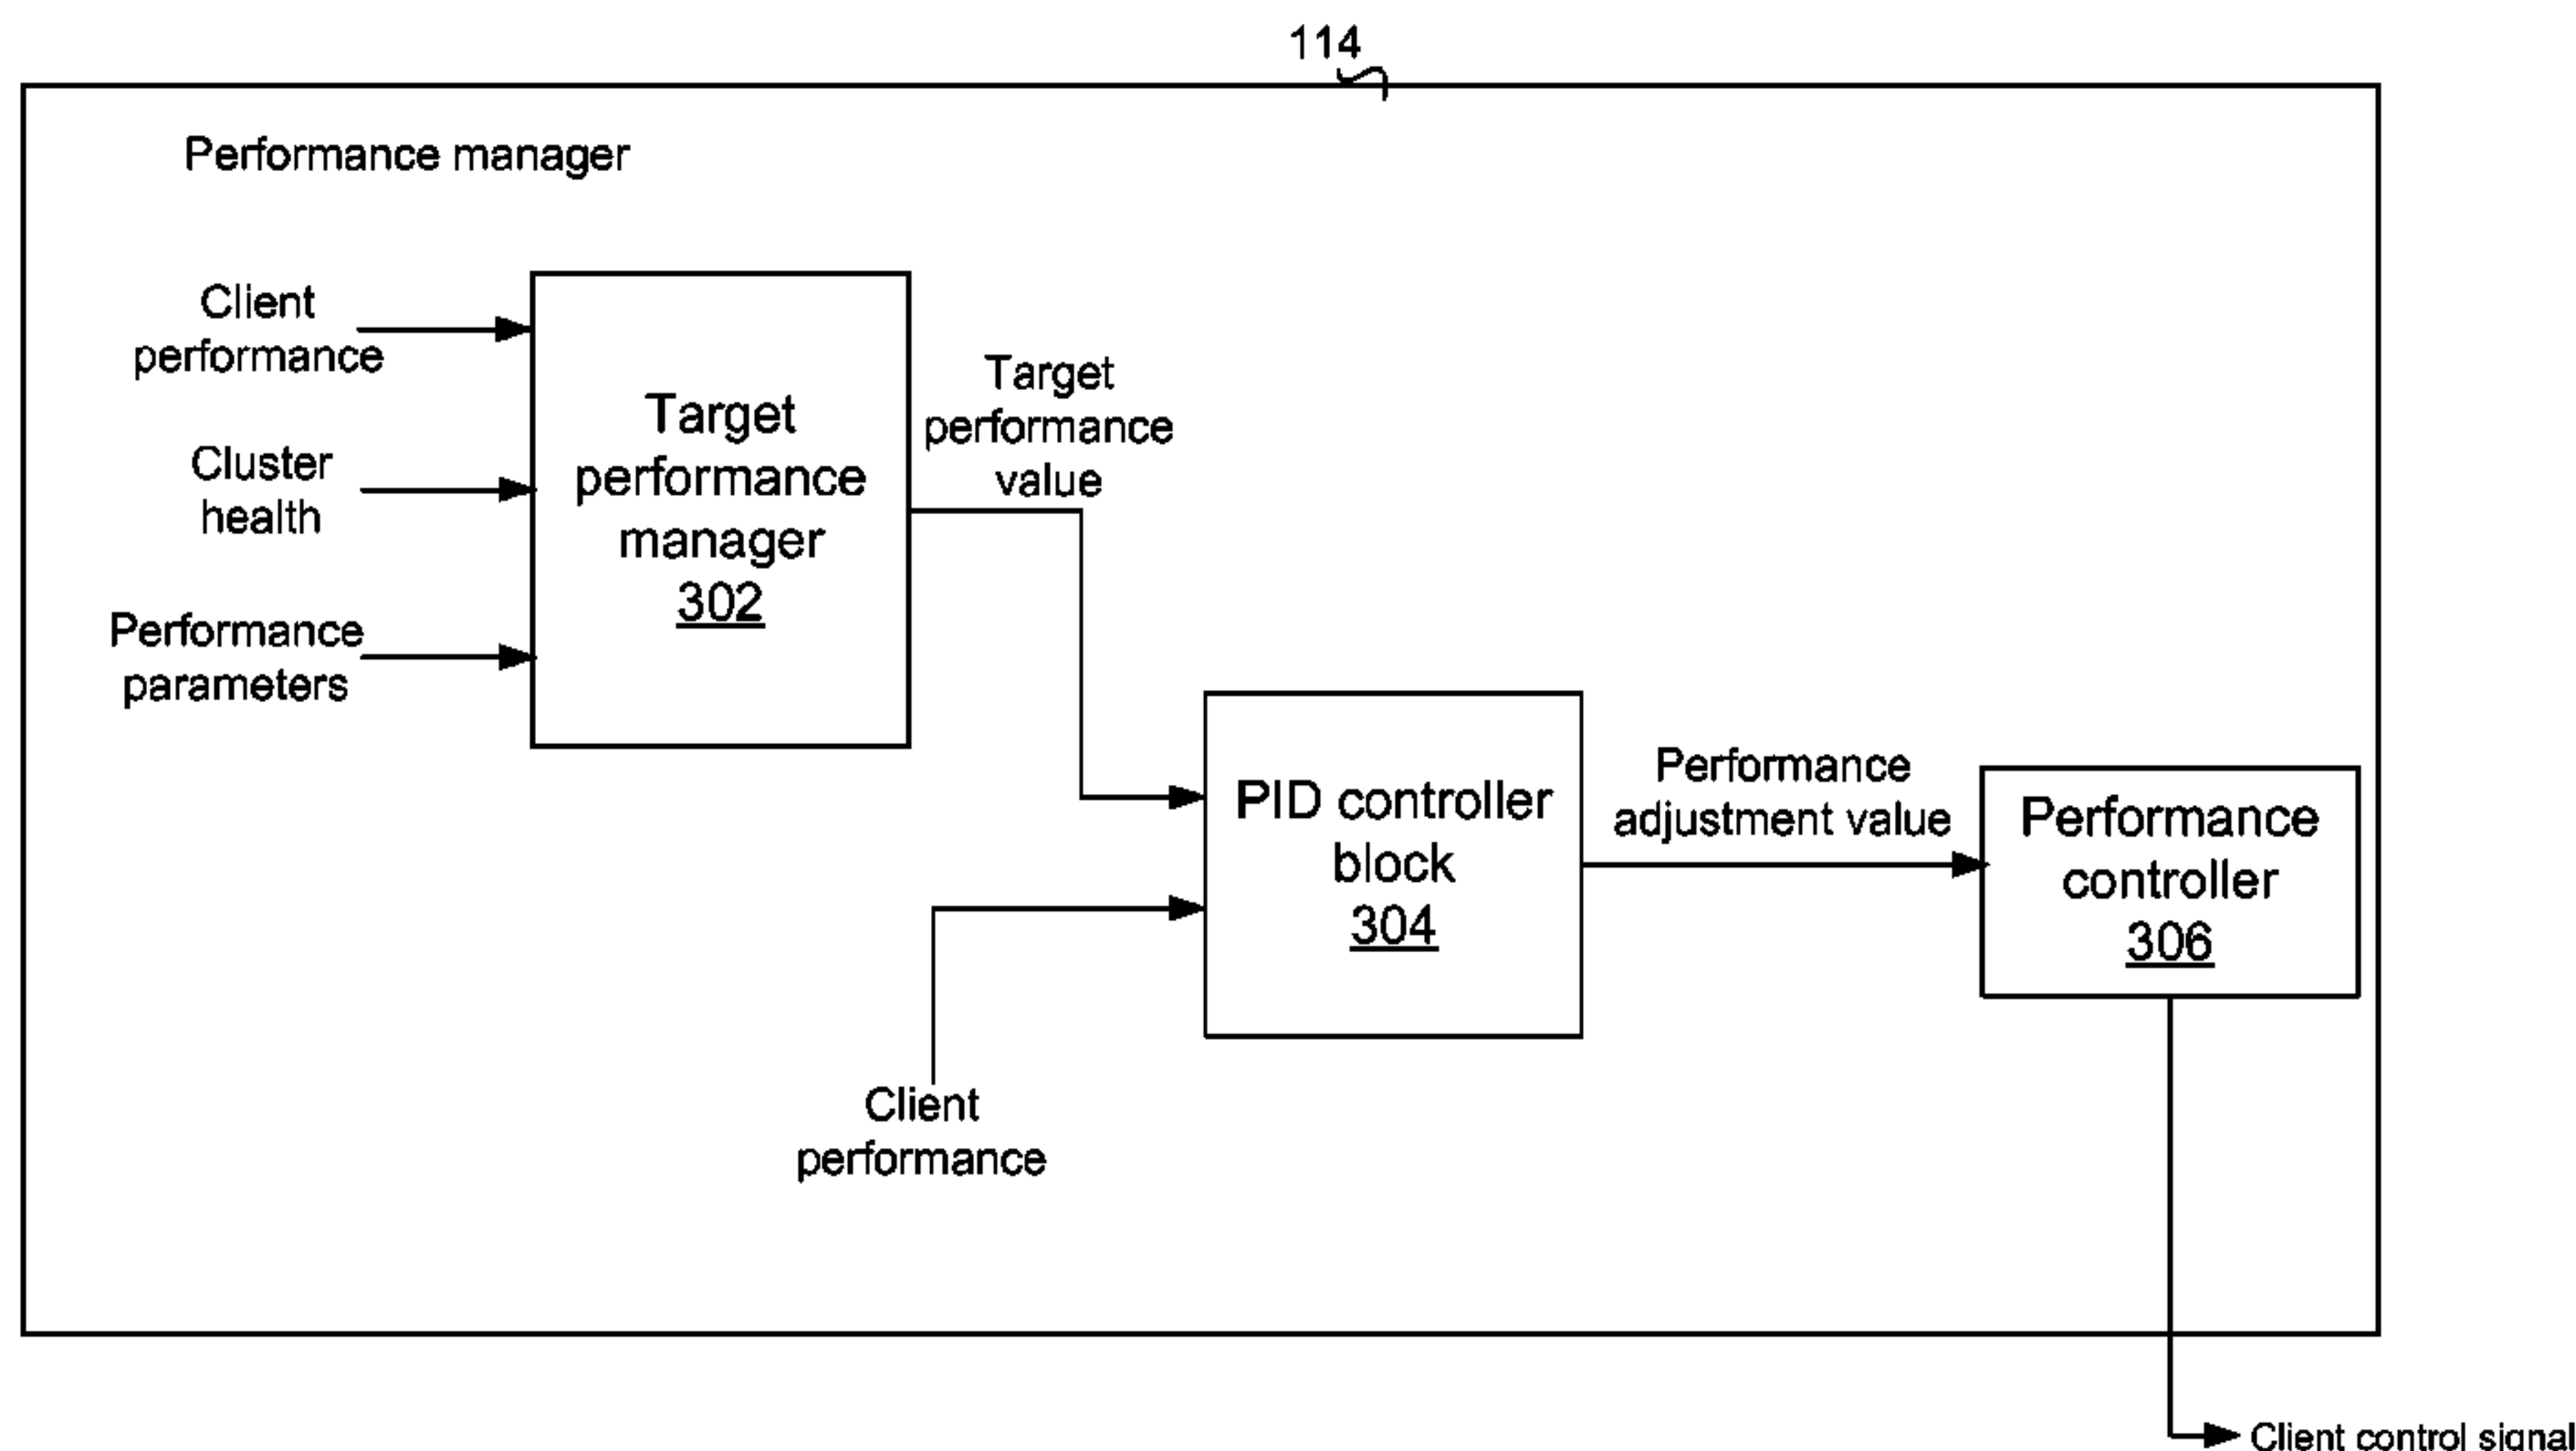 114
Performance manager
Client
performance
Cluster
health
Performance
parameters
Target
performance
manager
302
Target
performance
value
PID controller
block
304
Client
performance
Performance
adjustment value
Performance
controller
306
Client control signal